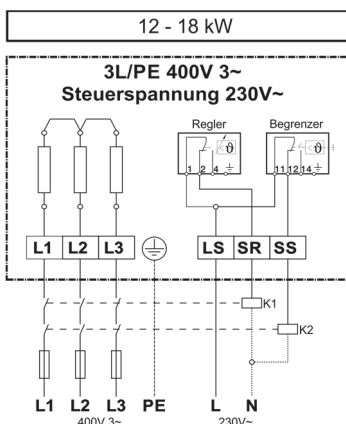 12 - 18 kW
3L/PE 400V 3~
Steuerspannung 230V~
Regler Begrenzer
ϑ ϑ
1 2 4 11 12 14
L1 L2 L3 LS SR SS
K1
K2
L1 L2 L3 PE L N
400V 3~ 230V~